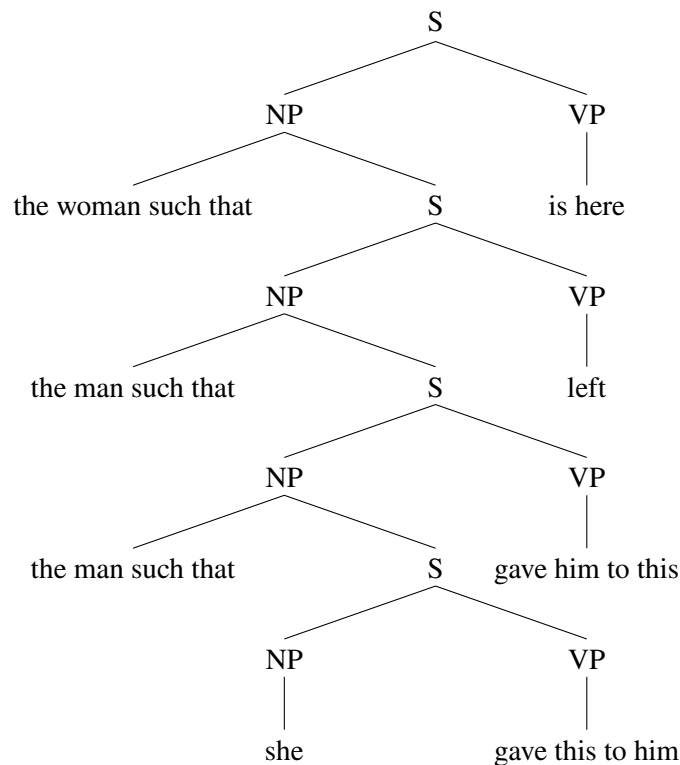 S
NP VP
the woman such that S is here
NP VP
the man such that S left
NP VP
the man such that S gave him to this
NP VP
she gave this to him